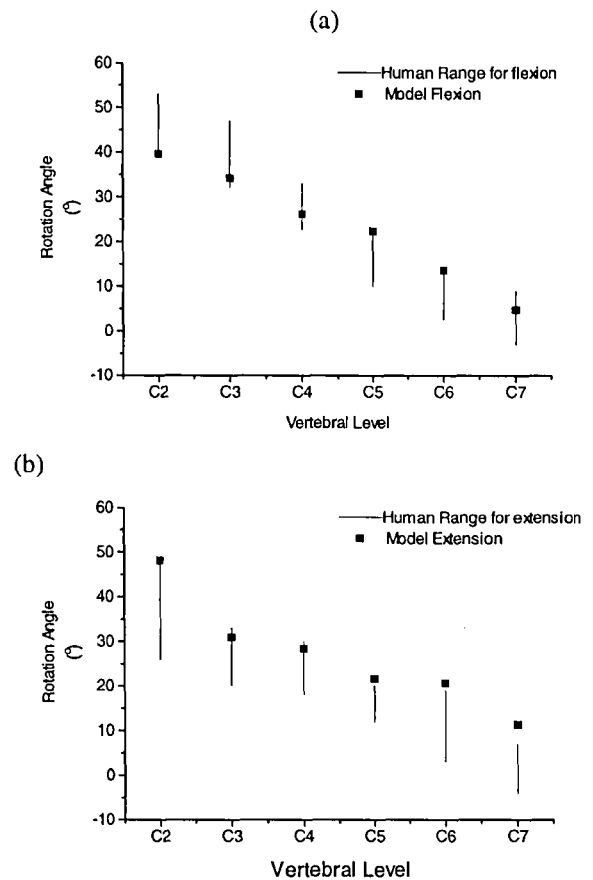 (a)
60
50
40
30
20
10
0
-10
Rotation Angle
(º)
Human Range for flexion
Model Flexion
C2 C3 C4 C5 C6 C7
Vertebral Level
(b)
60
50
40
30
20
10
0
-10
Rotation Angle
(º)
Human Range for extension
Model Extension
C2 C3 C4 C5 C6 C7
Vertebral Level